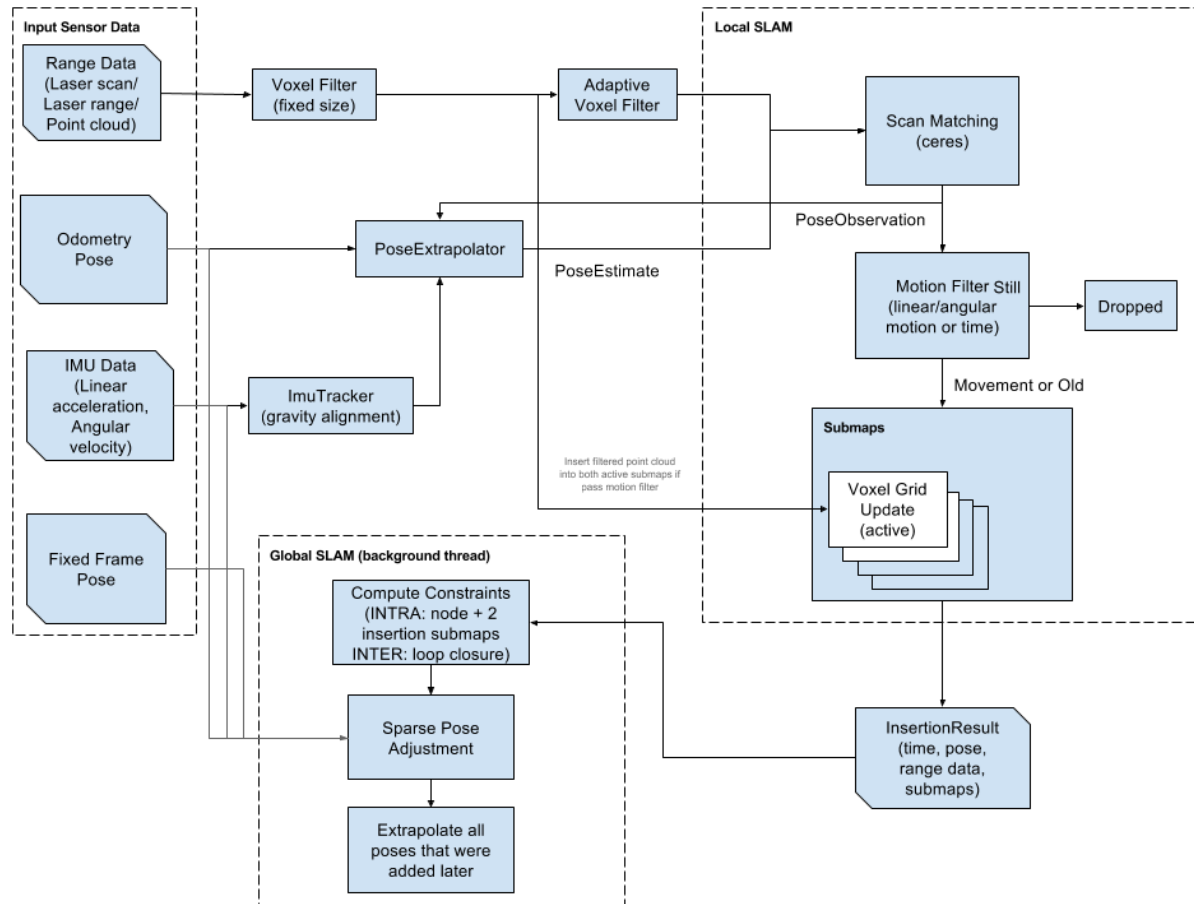 Input Sensor Data
Range Data
(Laser scan/
Laser range/
Point cloud)
Voxel Filter
(fixed size)
Adaptive
Voxel Filter
Local SLAM
Scan Matching
(ceres)
Odometry
Pose
PoseExtrapolator
PoseEstimate
PoseObservation
Motion Filter
(linear/angular
motion or time)
Still
Dropped
IMU Data
(Linear
acceleration,
Angular
velocity)
ImuTracker
(gravity alignment)
Movement or Old
Submaps
Voxel Grid
Update
(active)
Insert filtered point cloud
into both active submaps if
pass motion filter
Fixed Frame
Pose
Global SLAM (background thread)
Compute Constraints
(INTRA: node + 2
insertion submaps
INTER: loop closure)
Sparse Pose
Adjustment
Extrapolate all
poses that were
added later
InsertionResult
(time, pose,
range data,
submaps)